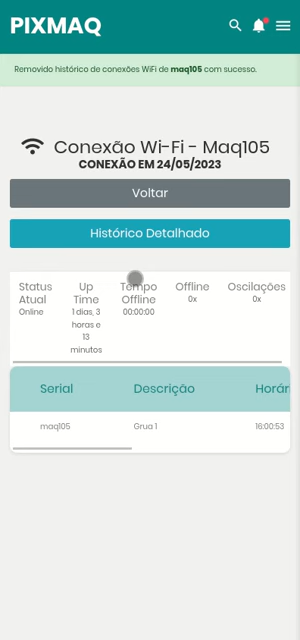 PIXMAQ
Removido histórico de conexões WiFi de maq105 com sucesso.
Conexão Wi-Fi - Maq105
CONEXÃO EM 24/05/2023
Voltar
Histórico Detalhado
Status Atual Up Time Tempo Offline Offline Oscilações
Online 1 dias, 3 horas e 13 minutos 00:00:00 0x 0x
Serial Descrição Horár
maq105 Grua 1 16:00:53